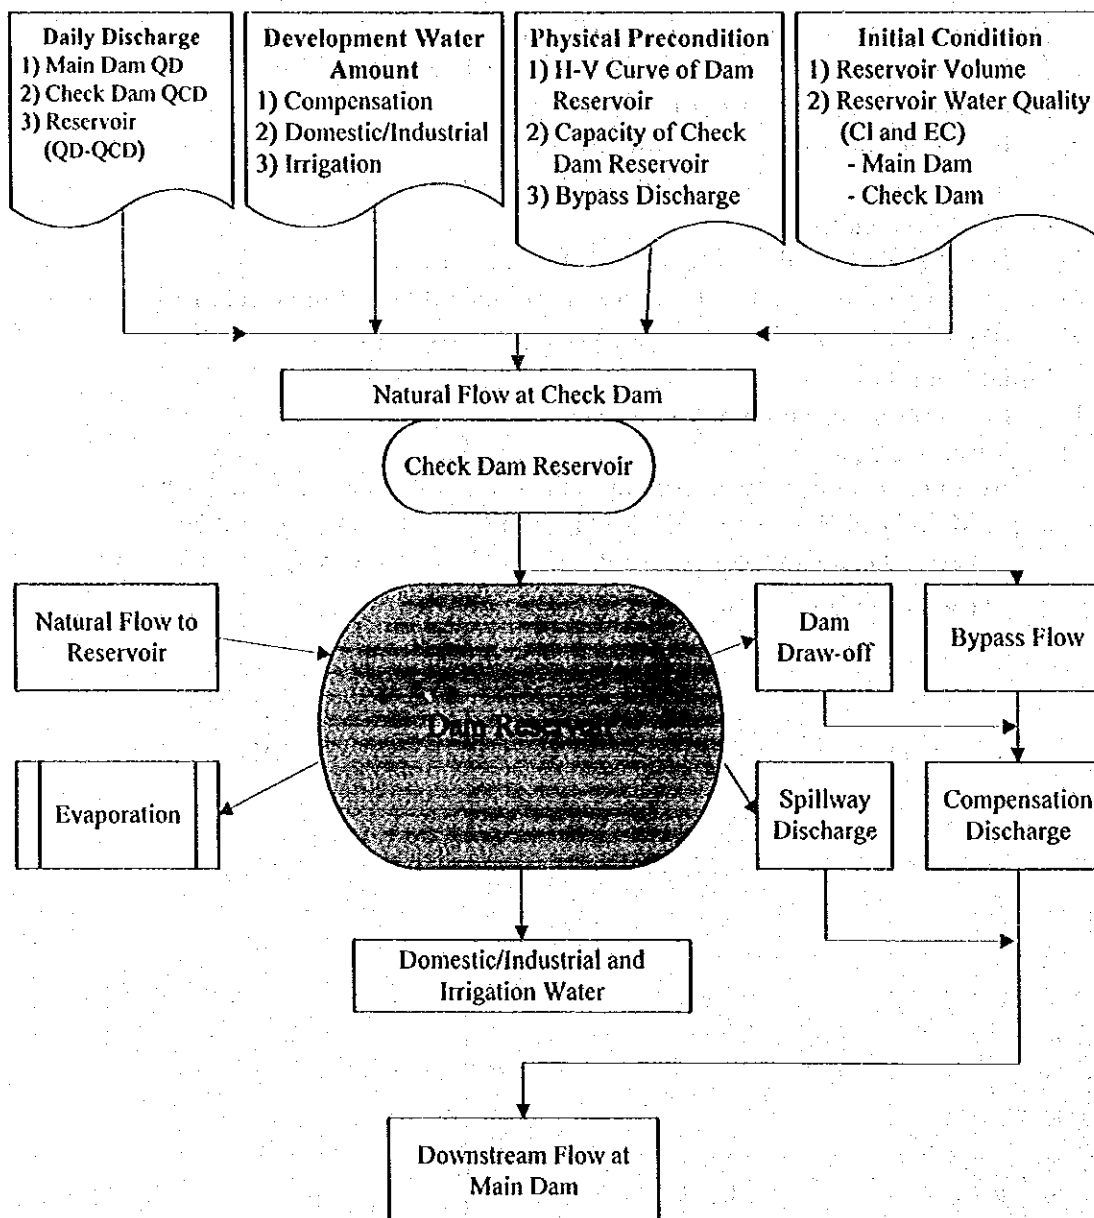 Daily Discharge
1) Main Dam QD
2) Check Dam QCD
3) Reservoir
(QD-QCD)
Development Water
Amount
1) Compensation
2) Domestic/Industrial
3) Irrigation
Physical Precondition
1) H-V Curve of Dam
Reservoir
2) Capacity of Check
Dam Reservoir
3) Bypass Discharge
Initial Condition
1) Reservoir Volume
2) Reservoir Water Quality
(Cl and EC)
- Main Dam
- Check Dam
Natural Flow at Check Dam
Check Dam Reservoir
Natural Flow to
Reservoir
Dam
Draw-off
Bypass Flow
Dam Reservoir
Evaporation
Spillway
Discharge
Compensation
Discharge
Domestic/Industrial and
Irrigation Water
Downstream Flow at
Main Dam